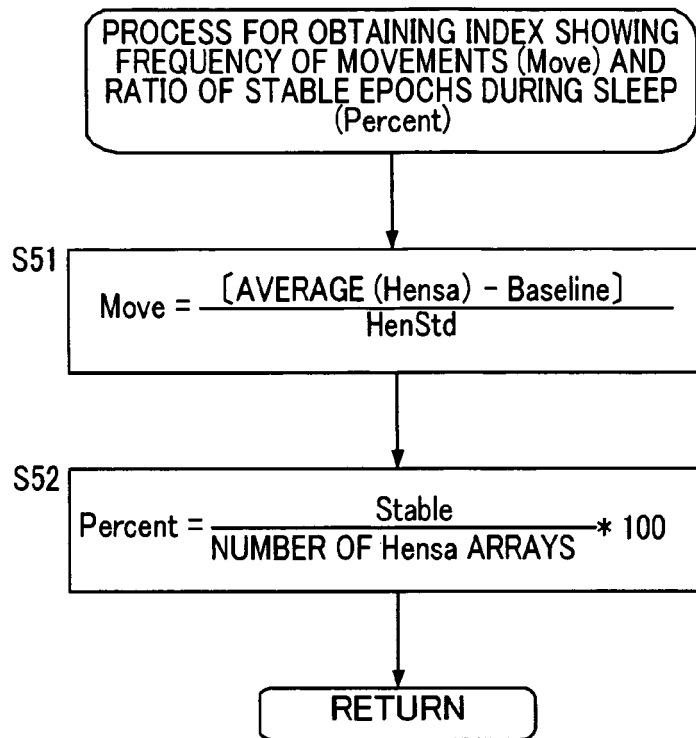 PROCESS FOR OBTAINING INDEX SHOWING
FREQUENCY OF MOVEMENTS (Move) AND
RATIO OF STABLE EPOCHS DURING SLEEP
(Percent)
S51
Move = [AVERAGE (Hensa) - Baseline]
HenStd
S52
Percent = Stable * 100
NUMBER OF Hensa ARRAYS
RETURN